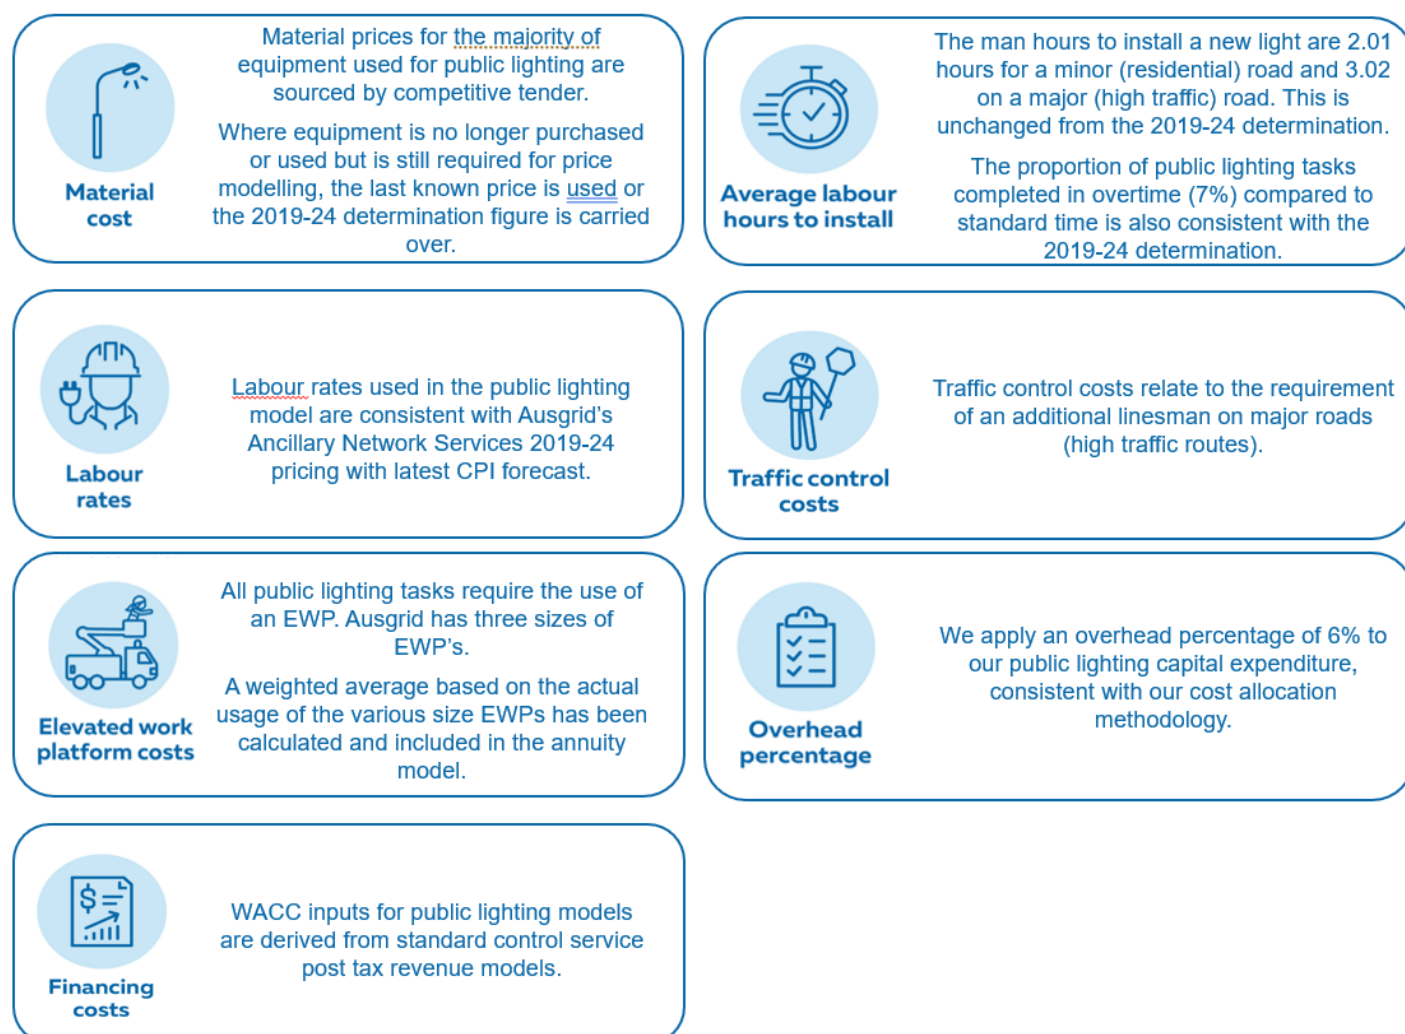 Material prices for the majority of
equipment used for public lighting are
sourced by competitive tender.
Where equipment is no longer purchased
or used but is still required for price
modelling, the last known price is used or
the 2019-24 determination figure is carried
over.
Material
cost
The man hours to install a new light are 2.01
hours for a minor (residential) road and 3.02
on a major (high traffic) road. This is
unchanged from the 2019-24 determination.
The proportion of public lighting tasks
completed in overtime (7%) compared to
standard time is also consistent with the
2019-24 determination.
Average labour
hours to install
Labour rates used in the public lighting
model are consistent with Ausgrid's
Ancillary Network Services 2019-24
pricing with latest CPI forecast.
Labour
rates
Traffic control costs relate to the requirement
of an additional linesman on major roads
(high traffic routes).
Traffic control
costs
All public lighting tasks require the use of
an EWP. Ausgrid has three sizes of
EWP's.
A weighted average based on the actual
usage of the various size EWPs has been
calculated and included in the annuity
model.
Elevated work
platform costs
We apply an overhead percentage of 6% to
our public lighting capital expenditure,
consistent with our cost allocation
methodology.
Overhead
percentage
$
WACC inputs for public lighting models
are derived from standard control service
post tax revenue models.
Financing
costs